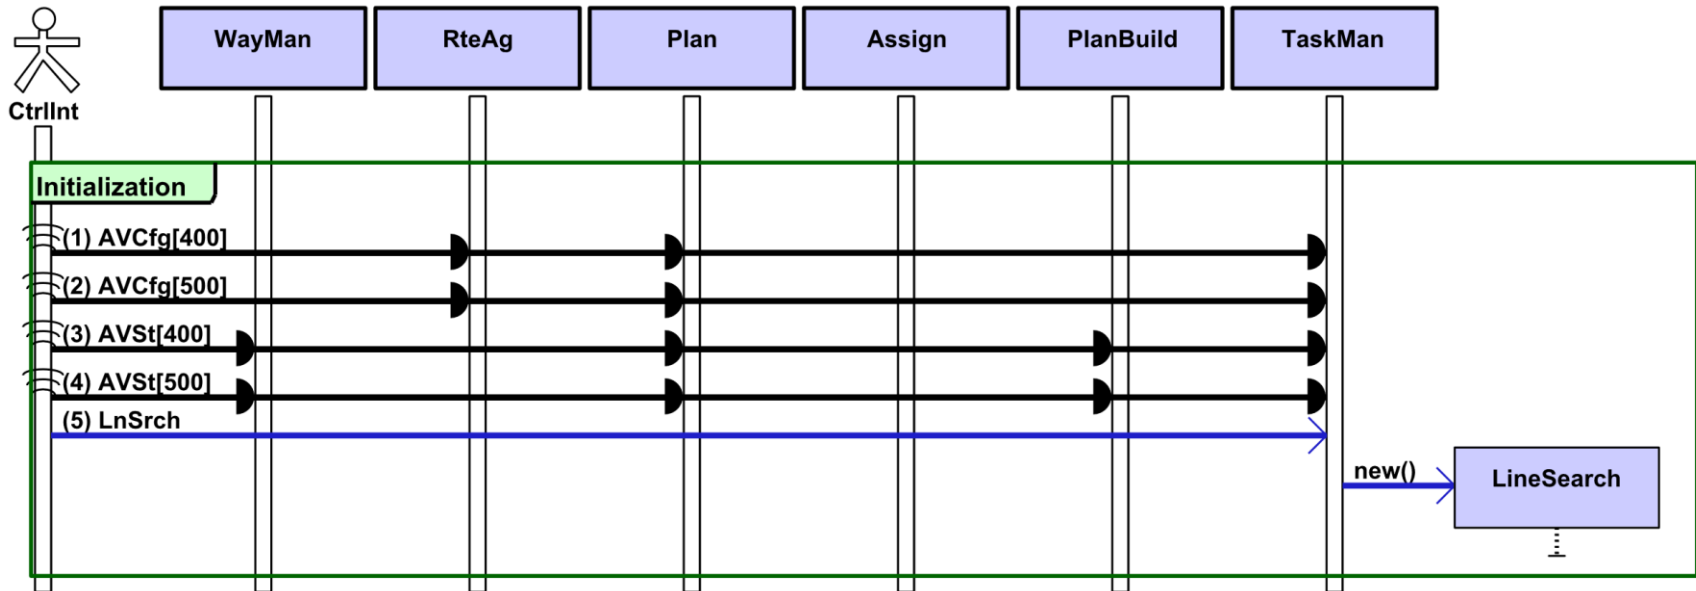 CtrlInt
WayMan
RteAg
Plan
Assign
PlanBuild
TaskMan
Initialization
(1) AVCfg[400]
(2) AVCfg[500]
(3) AVSt[400]
(4) AVSt[500]
(5) LnSrch
new()
LineSearch